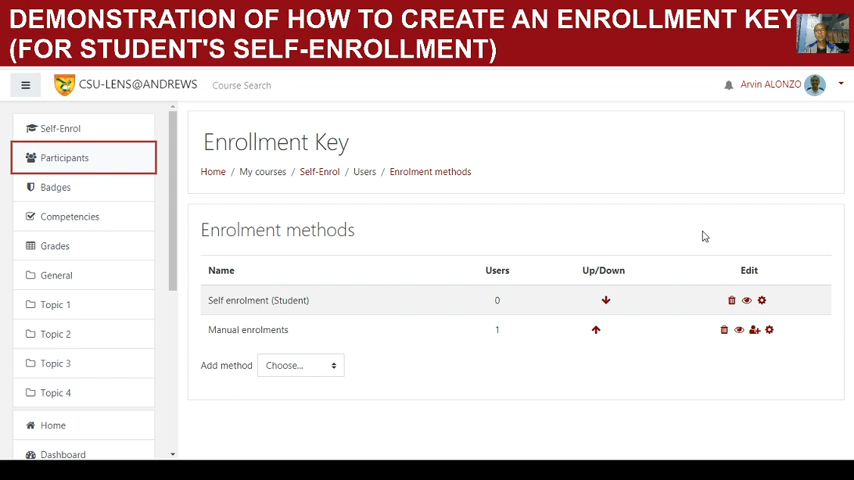 DEMONSTRATION OF HOW TO CREATE AN ENROLLMENT KEY
(FOR STUDENT'S SELF-ENROLLMENT)
CSU-LENS@ANDREWS Course Search Arvin ALONZO
Self-Enrol
Participants
Badges
Competencies
Grades
General
Topic 1
Topic 2
Topic 3
Topic 4
Home
Dashboard
Enrollment Key
Home / My courses / Self-Enrol / Users / Enrolment methods
Enrolment methods
Name Users Up/Down Edit
Self enrolment (Student) 0
Manual enrolments 1
Add method Choose...